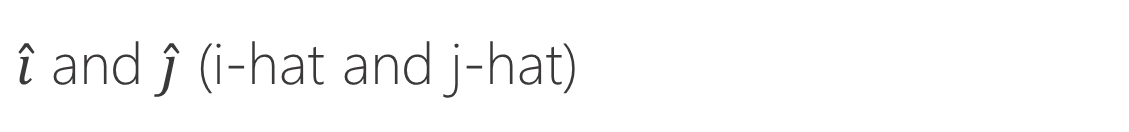 î and ĵ (i-hat and j-hat)